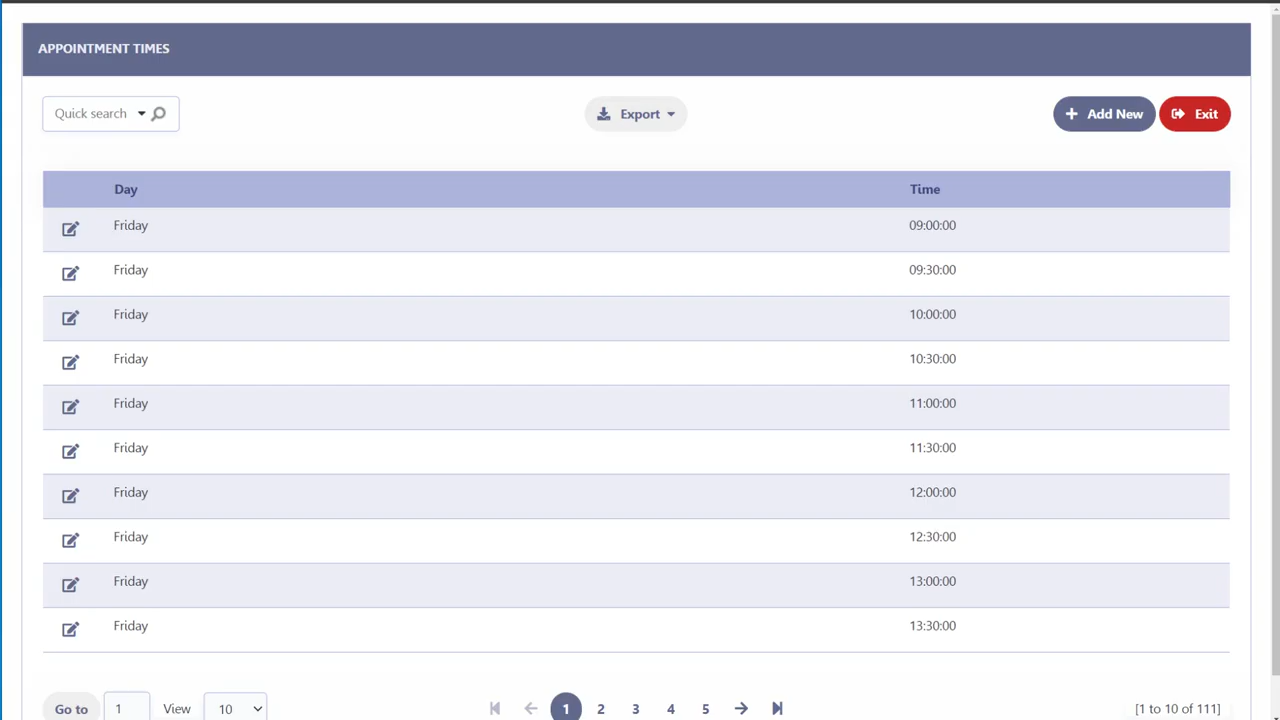 APPOINTMENT TIMES
Quick search
Export
Add New
Exit
Day Time
Friday 09:00:00
Friday 09:30:00
Friday 10:00:00
Friday 10:30:00
Friday 11:00:00
Friday 11:30:00
Friday 12:00:00
Friday 12:30:00
Friday 13:00:00
Friday 13:30:00
Go to 1 View 10 1 2 3 4 5 [1 to 10 of 111]